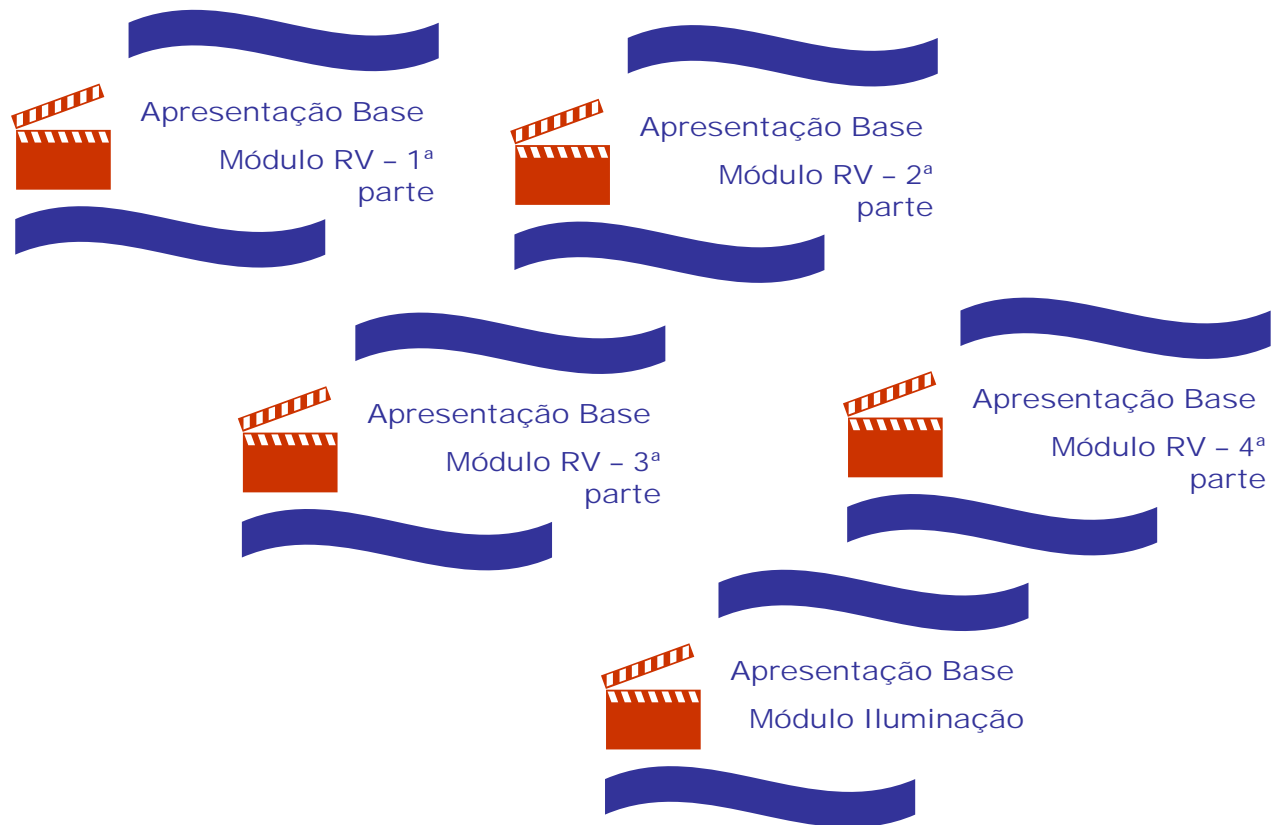 Apresentação Base
Módulo RV – 1ª
parte
Apresentação Base
Módulo RV – 2ª
parte
Apresentação Base
Módulo RV – 3ª
parte
Apresentação Base
Módulo RV – 4ª
parte
Apresentação Base
Módulo Iluminação